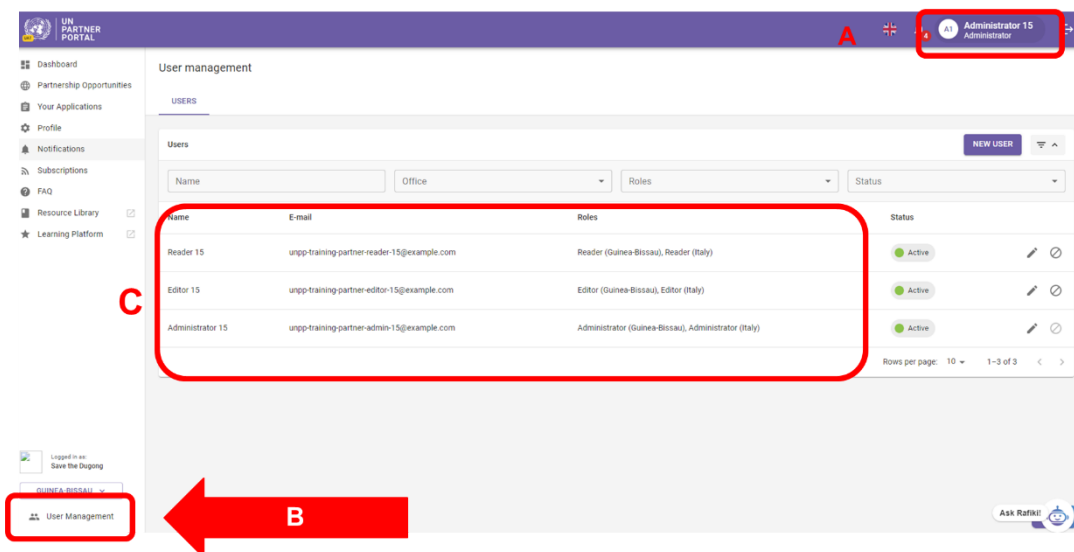 UN
PARTNER
PORTAL
UAT
A
4
A1
Administrator 15
Administrator
Dashboard
Partnership Opportunities
Your Applications
Profile
Notifications
Subscriptions
FAQ
Resource Library
Learning Platform
User management
USERS
Users
NEW USER
Name
Office
Roles
Status
Name E-mail Roles Status
Reader 15 unpp-training-partner-reader-15@example.com Reader (Guinea-Bissau), Reader (Italy) Active
Editor 15 unpp-training-partner-editor-15@example.com Editor (Guinea-Bissau), Editor (Italy) Active
C
Administrator 15 unpp-training-partner-admin-15@example.com Administrator (Guinea-Bissau), Administrator (Italy) Active
Rows per page: 10 1–3 of 3
Logged in as:
Save the Dugong
GUINEA-BISSAU
User Management
B
Ask Rafiki!